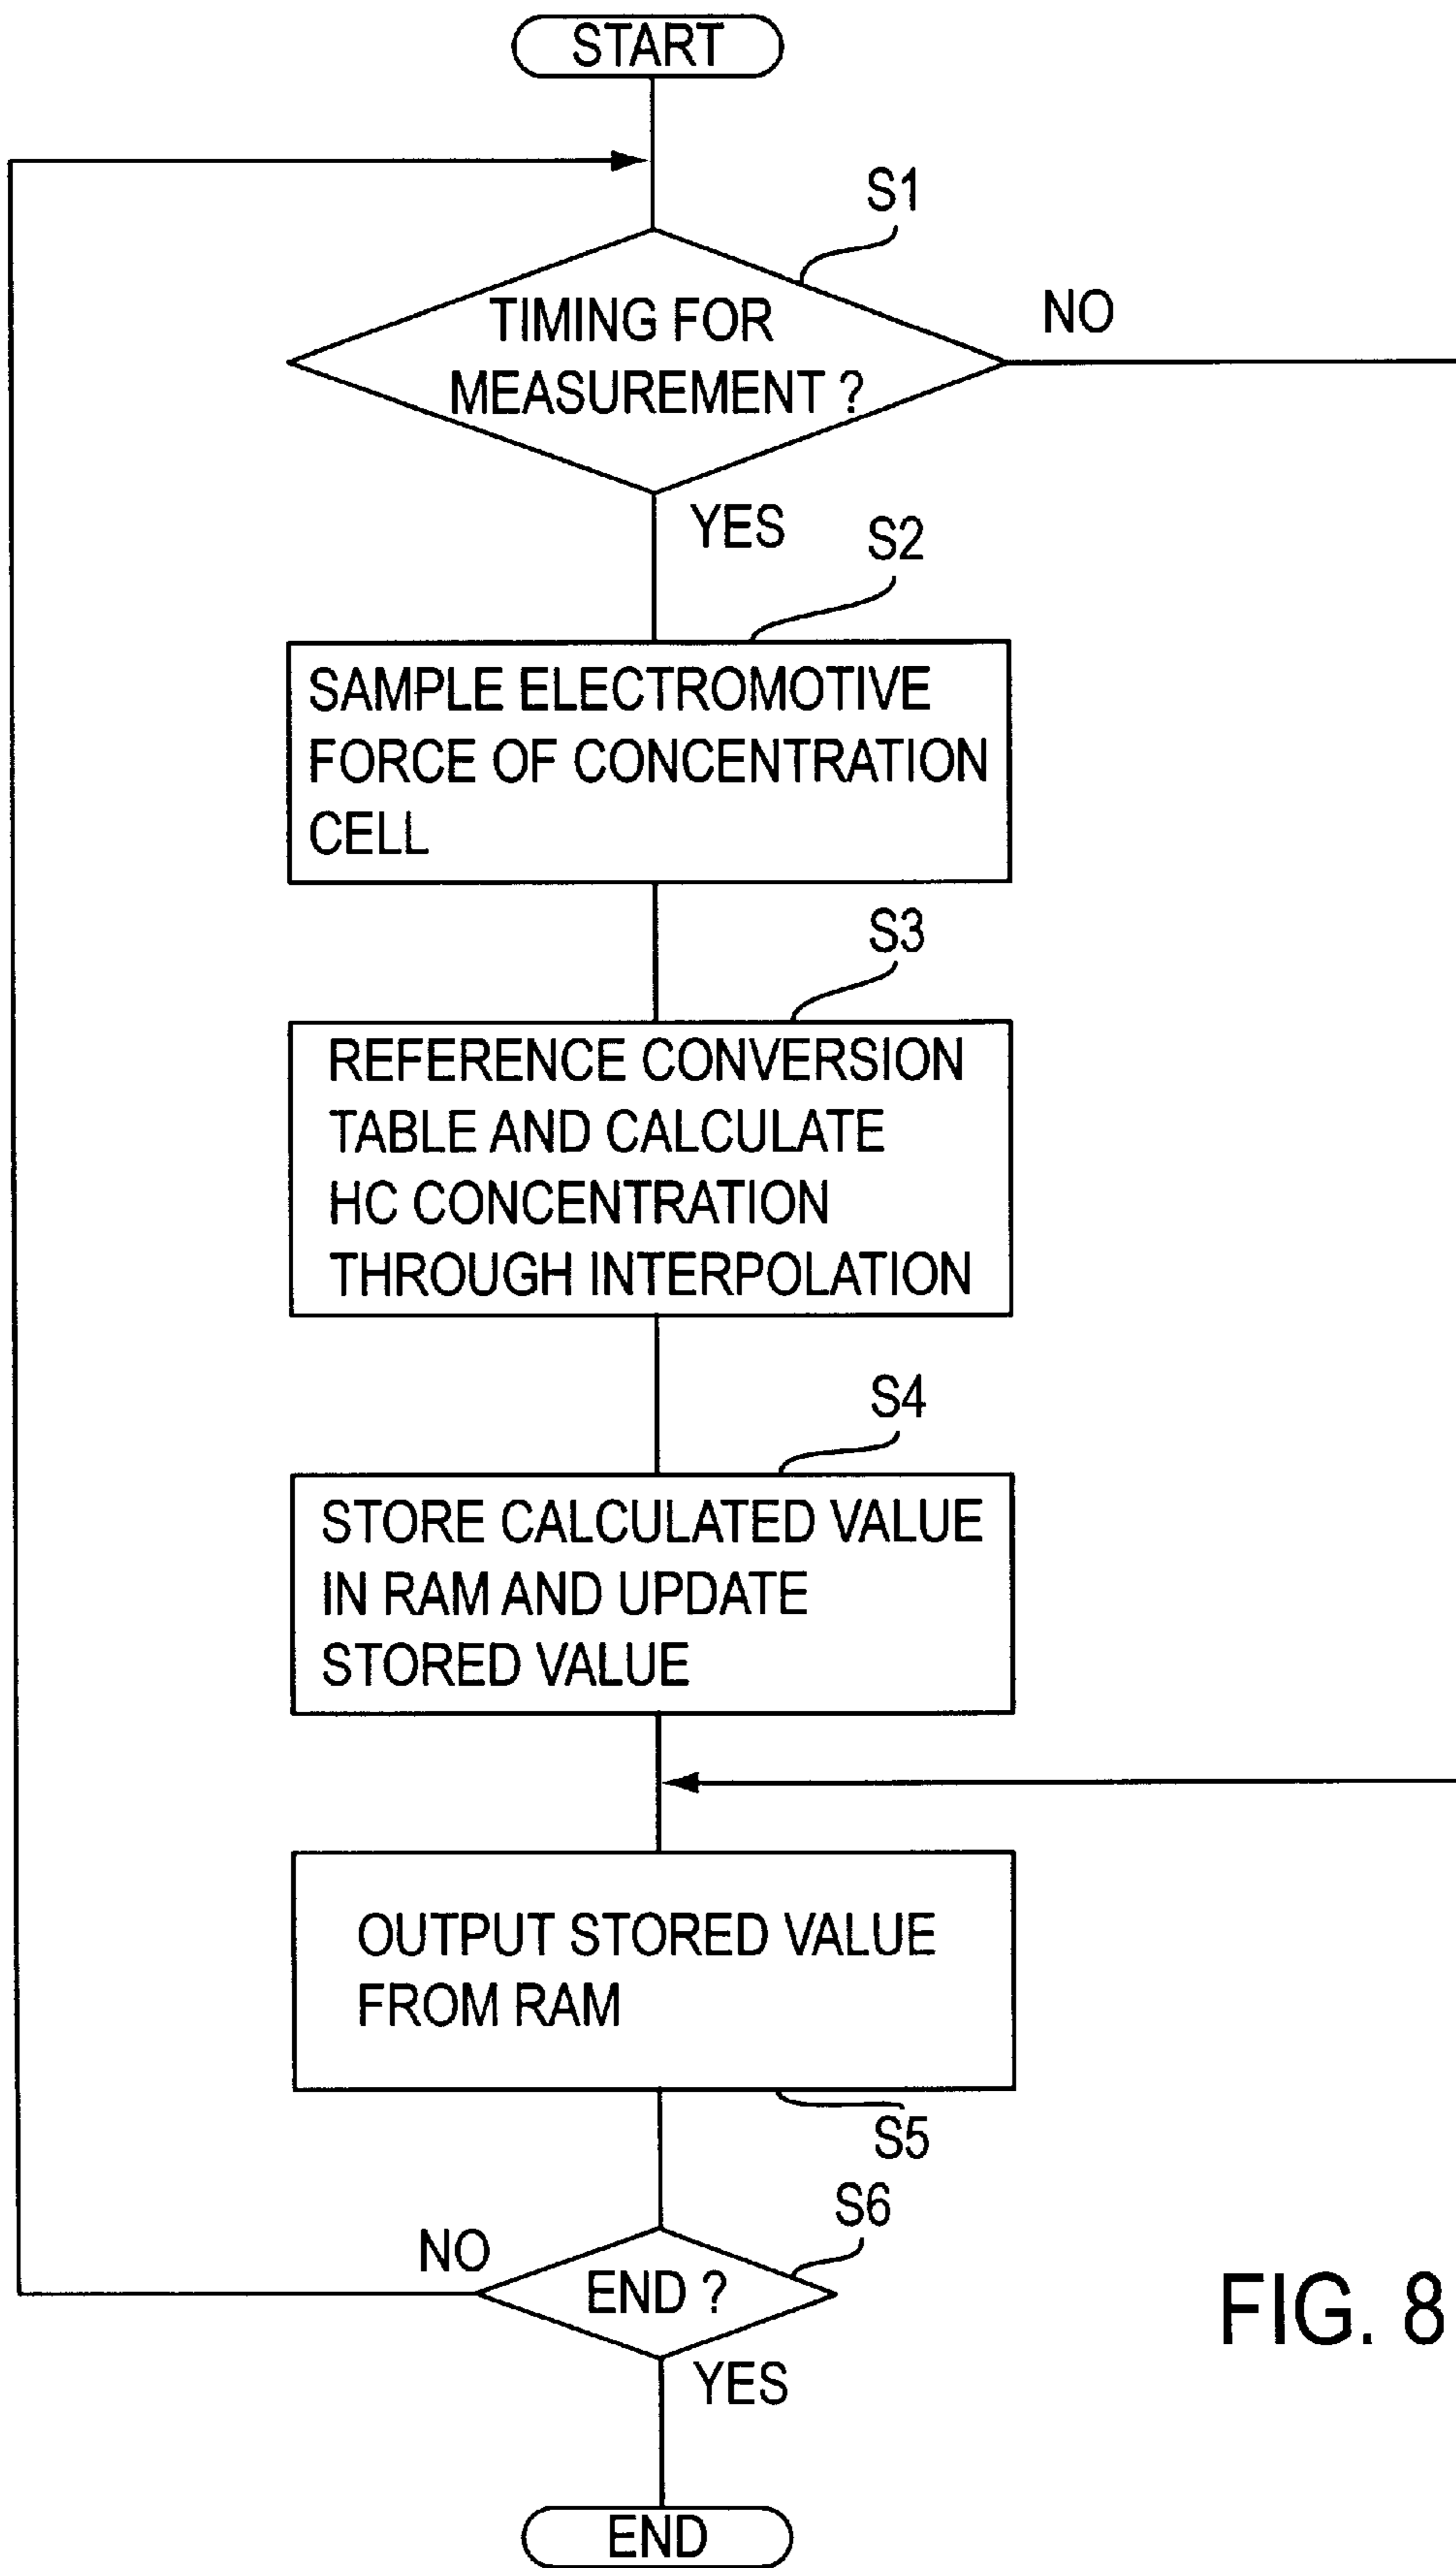 START
S1
TIMING FOR
MEASUREMENT ?
NO
YES
S2
SAMPLE ELECTROMOTIVE
FORCE OF CONCENTRATION
CELL
S3
REFERENCE CONVERSION
TABLE AND CALCULATE
HC CONCENTRATION
THROUGH INTERPOLATION
S4
STORE CALCULATED VALUE
IN RAM AND UPDATE
STORED VALUE
OUTPUT STORED VALUE
FROM RAM
S5
S6
NO
END ?
YES
END
FIG. 8